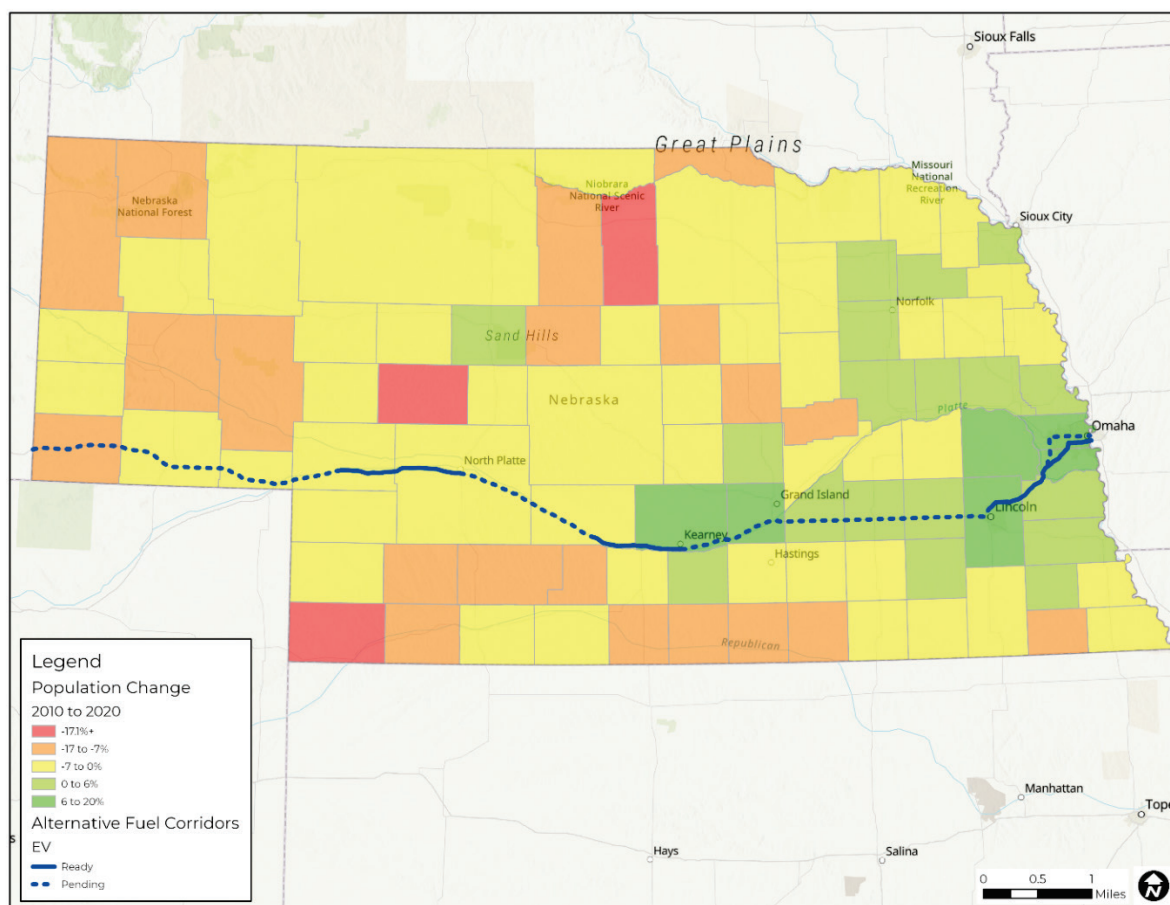 Sioux Falls
Great Plains
Missouri
National
Recreation
River
Niobrara
National Scenic
River
Nebraska
National Forest
Sioux City
Norfolk
Sand Hills
Nebraska
Platte
Omaha
North Platte
Grand Island
Lincoln
Kearney
Hastings
Republican
Legend
Population Change
2010 to 2020
-17.1%+
-17 to -7%
-7 to 0%
0 to 6%
6 to 20%
Alternative Fuel Corridors
EV
Ready
Pending
s
Manhattan
Tope
Hays
Salina
0 0.5 1
Miles
N